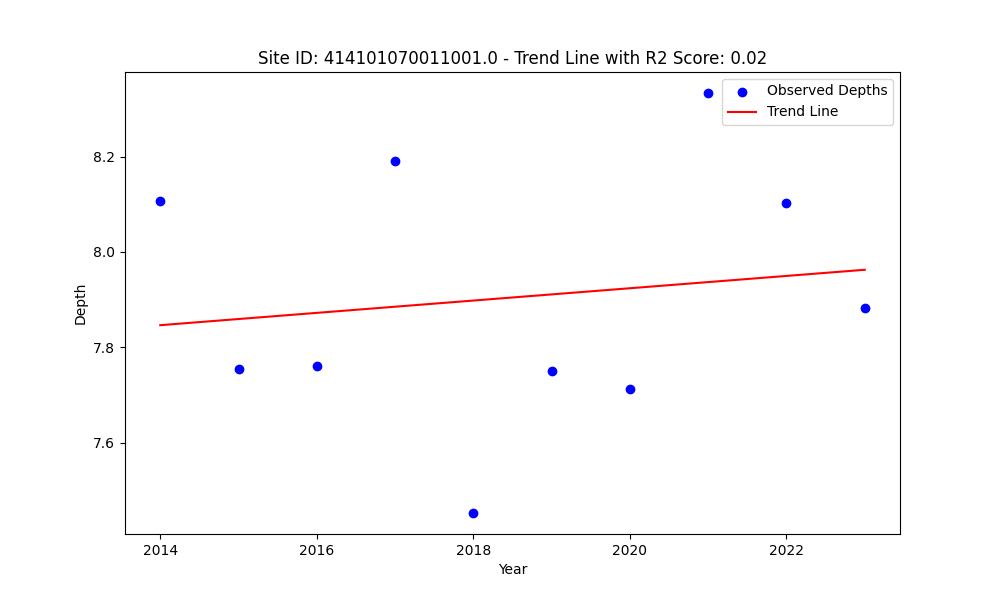 Site ID: 414101070011001.0 - Trend Line with R2 Score: 0.02
Observed Depths
Trend Line
8.2
8.0
7.8
7.6
Depth
2014
2016
2018
2020
2022
Year